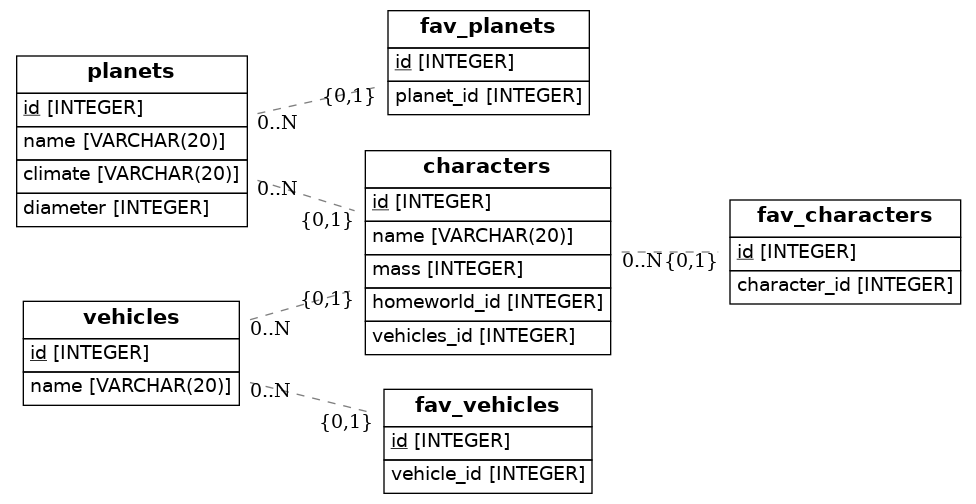 planets
id [INTEGER]
name [VARCHAR(20)]
climate [VARCHAR(20)]
diameter [INTEGER]
0..N
{0,1}
fav_planets
id [INTEGER]
planet_id [INTEGER]
0..N
{0,1}
characters
id [INTEGER]
name [VARCHAR(20)]
mass [INTEGER]
homeworld_id [INTEGER]
vehicles_id [INTEGER]
0..N
{0,1}
fav_characters
id [INTEGER]
character_id [INTEGER]
vehicles
id [INTEGER]
name [VARCHAR(20)]
0..N
{0,1}
0..N
{0,1}
fav_vehicles
id [INTEGER]
vehicle_id [INTEGER]